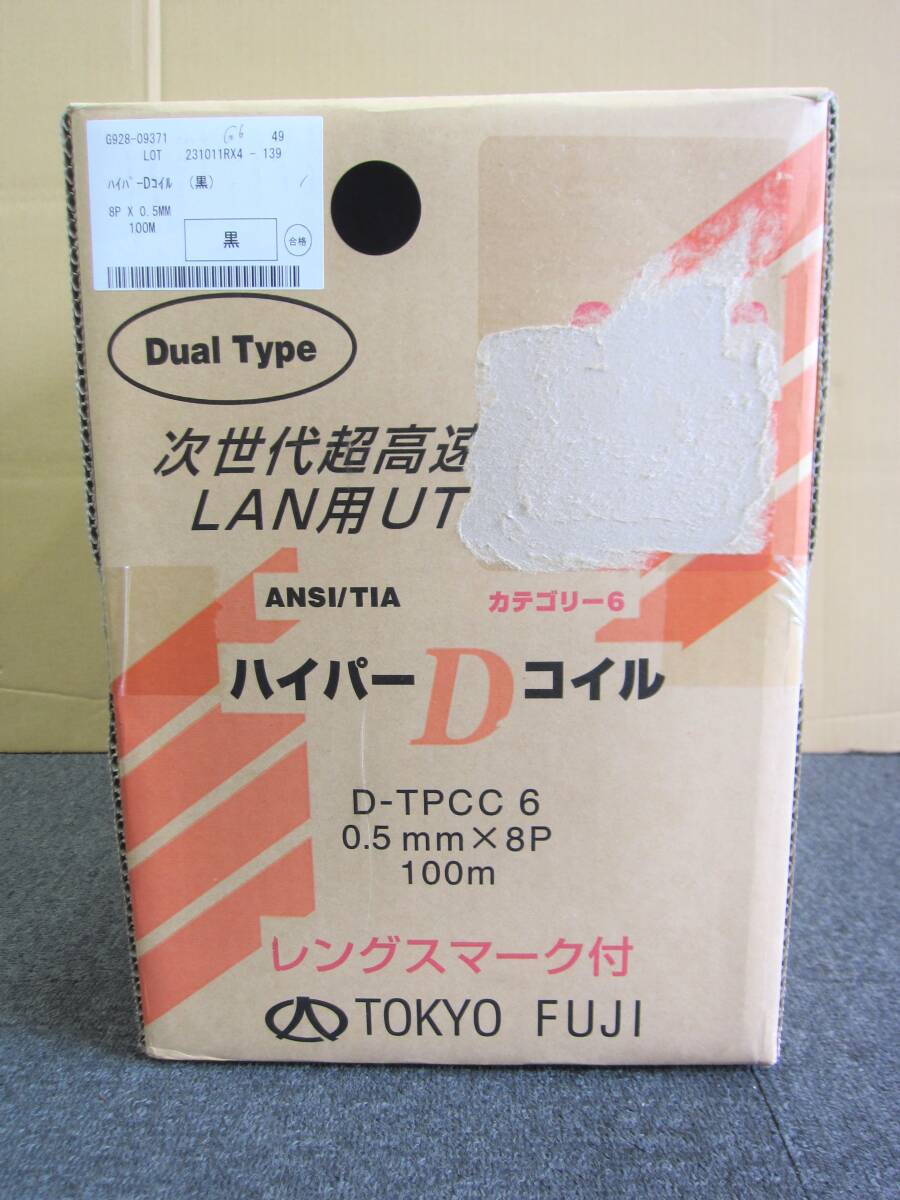 G928-09371 G6 49
LOT 231011RX4 - 139
ハイパーDコイル (黒)
8P X 0.5MM
100M
黒
合格
Dual Type
次世代超高速
LAN用UT
ANSI/TIA カテゴリー6
ハイパーDコイル
D-TPCC 6
0.5mm×8P
100m
レングスマーク付
TOKYO FUJI